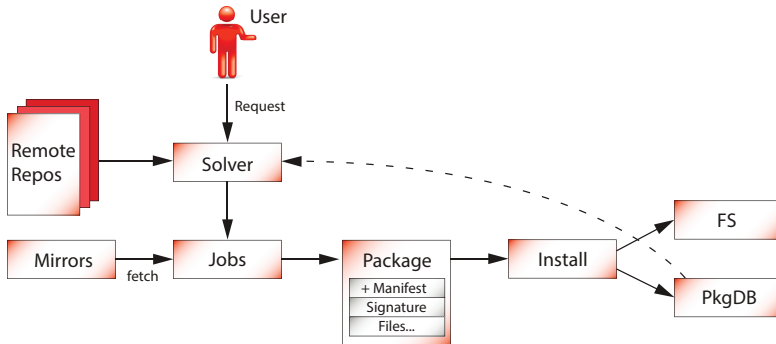 User
Request
Remote
Repos
Solver
FS
Mirrors
fetch
Jobs
Package
+ Manifest
Signature
Files...
Install
PkgDB